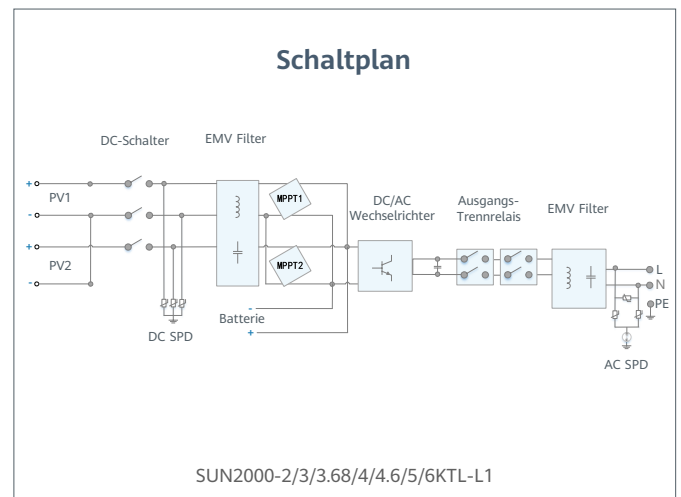 Schaltplan
DC-Schalter
EMV Filter
+
PV1
-
+
PV2
-
DC SPD
MPPT1
MPPT2
-
Batterie
+
DC/AC
Wechselrichter
Ausgangs-
Trennrelais
EMV Filter
L
N
PE
AC SPD
SUN2000-2/3/3.68/4/4.6/5/6KTL-L1